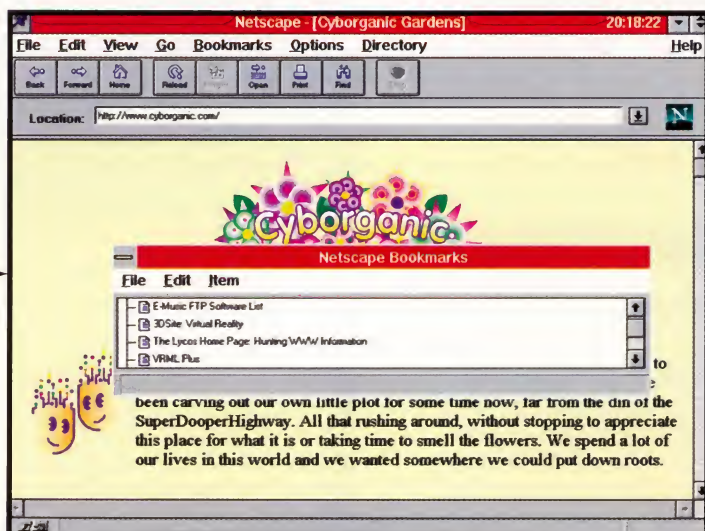 Netscape - [Cyborganic Gardens] 20:18:22
File Edit View Go Bookmarks Options Directory Help
Back Forward Home Reload Open Print Find
Location: http://www.cyborganic.com/ N
Cyborganic
Netscape Bookmarks
File Edit Item
E-Music FTP Software List
3DSite: Virtual Reality
The Lycos Home Page: Hunting WWW Information
VRML Plus
to
been carving out our own little plot for some time now, far from the din of the
SuperDooperHighway. All that rushing around, without stopping to appreciate
this place for what it is or taking time to smell the flowers. We spend a lot of
our lives in this world and we wanted somewhere we could put down roots.